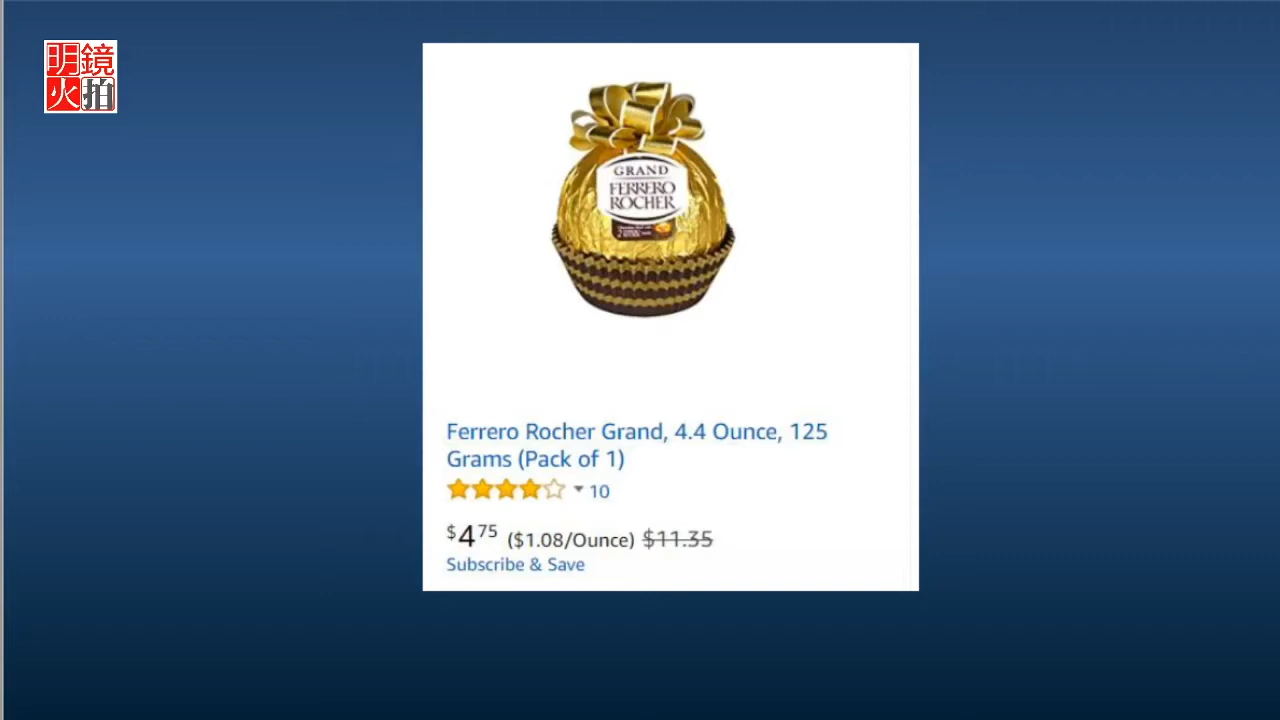 明鏡
火拍
GRAND
FERRERO
ROCHER
Ferrero Rocher Grand, 4.4 Ounce, 125
Grams (Pack of 1)
10
$4.75 ($1.08/Ounce) $11.35
Subscribe & Save